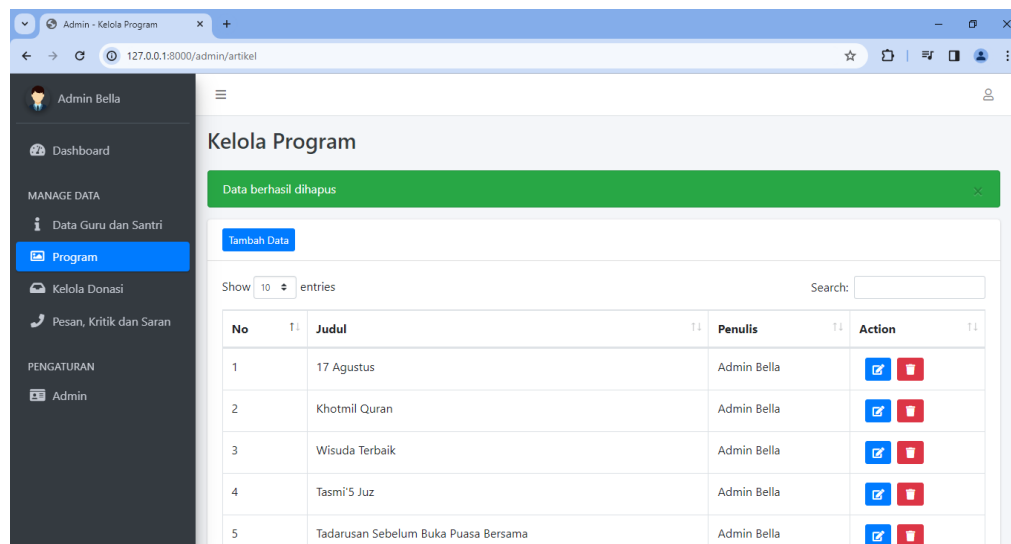 Admin - Kelola Program
127.0.0.1:8000/admin/artikel
Admin Bella
Dashboard
MANAGE DATA
Data Guru dan Santri
Program
Kelola Donasi
Pesan, Kritik dan Saran
PENGATURAN
Admin
Kelola Program
Data berhasil dihapus
Tambah Data
Show 10 entries Search:
No Judul Penulis Action
1 17 Agustus Admin Bella
2 Khotmil Quran Admin Bella
3 Wisuda Terbaik Admin Bella
4 Tasmi'5 Juz Admin Bella
5 Tadarusan Sebelum Buka Puasa Bersama Admin Bella